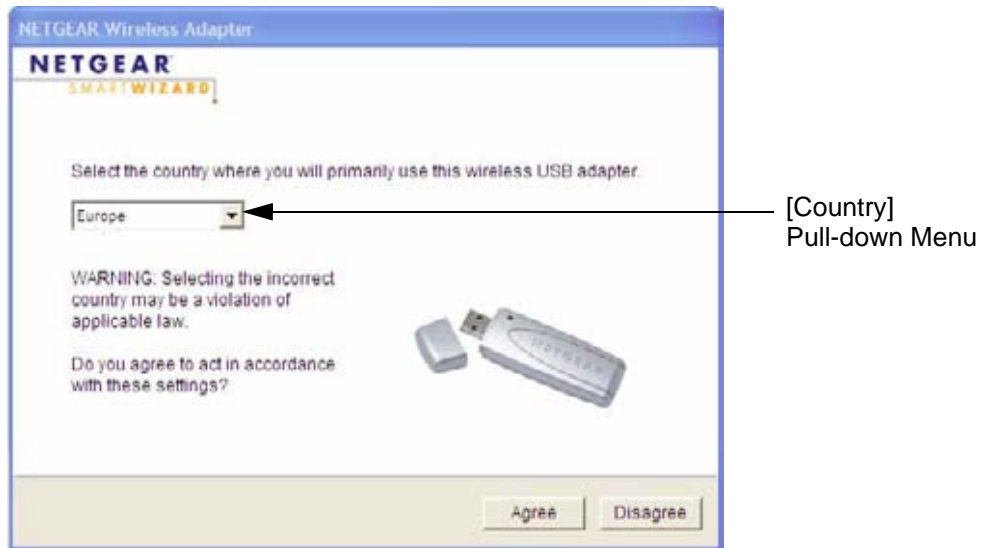 NETGEAR Wireless Adapter
NETGEAR
SMARTWIZARD
Select the country where you will primarily use this wireless USB adapter.
Europe
[Country]
Pull-down Menu
WARNING: Selecting the incorrect
country may be a violation of
applicable law.
Do you agree to act in accordance
with these settings?
NETGEAR
Agree
Disagree